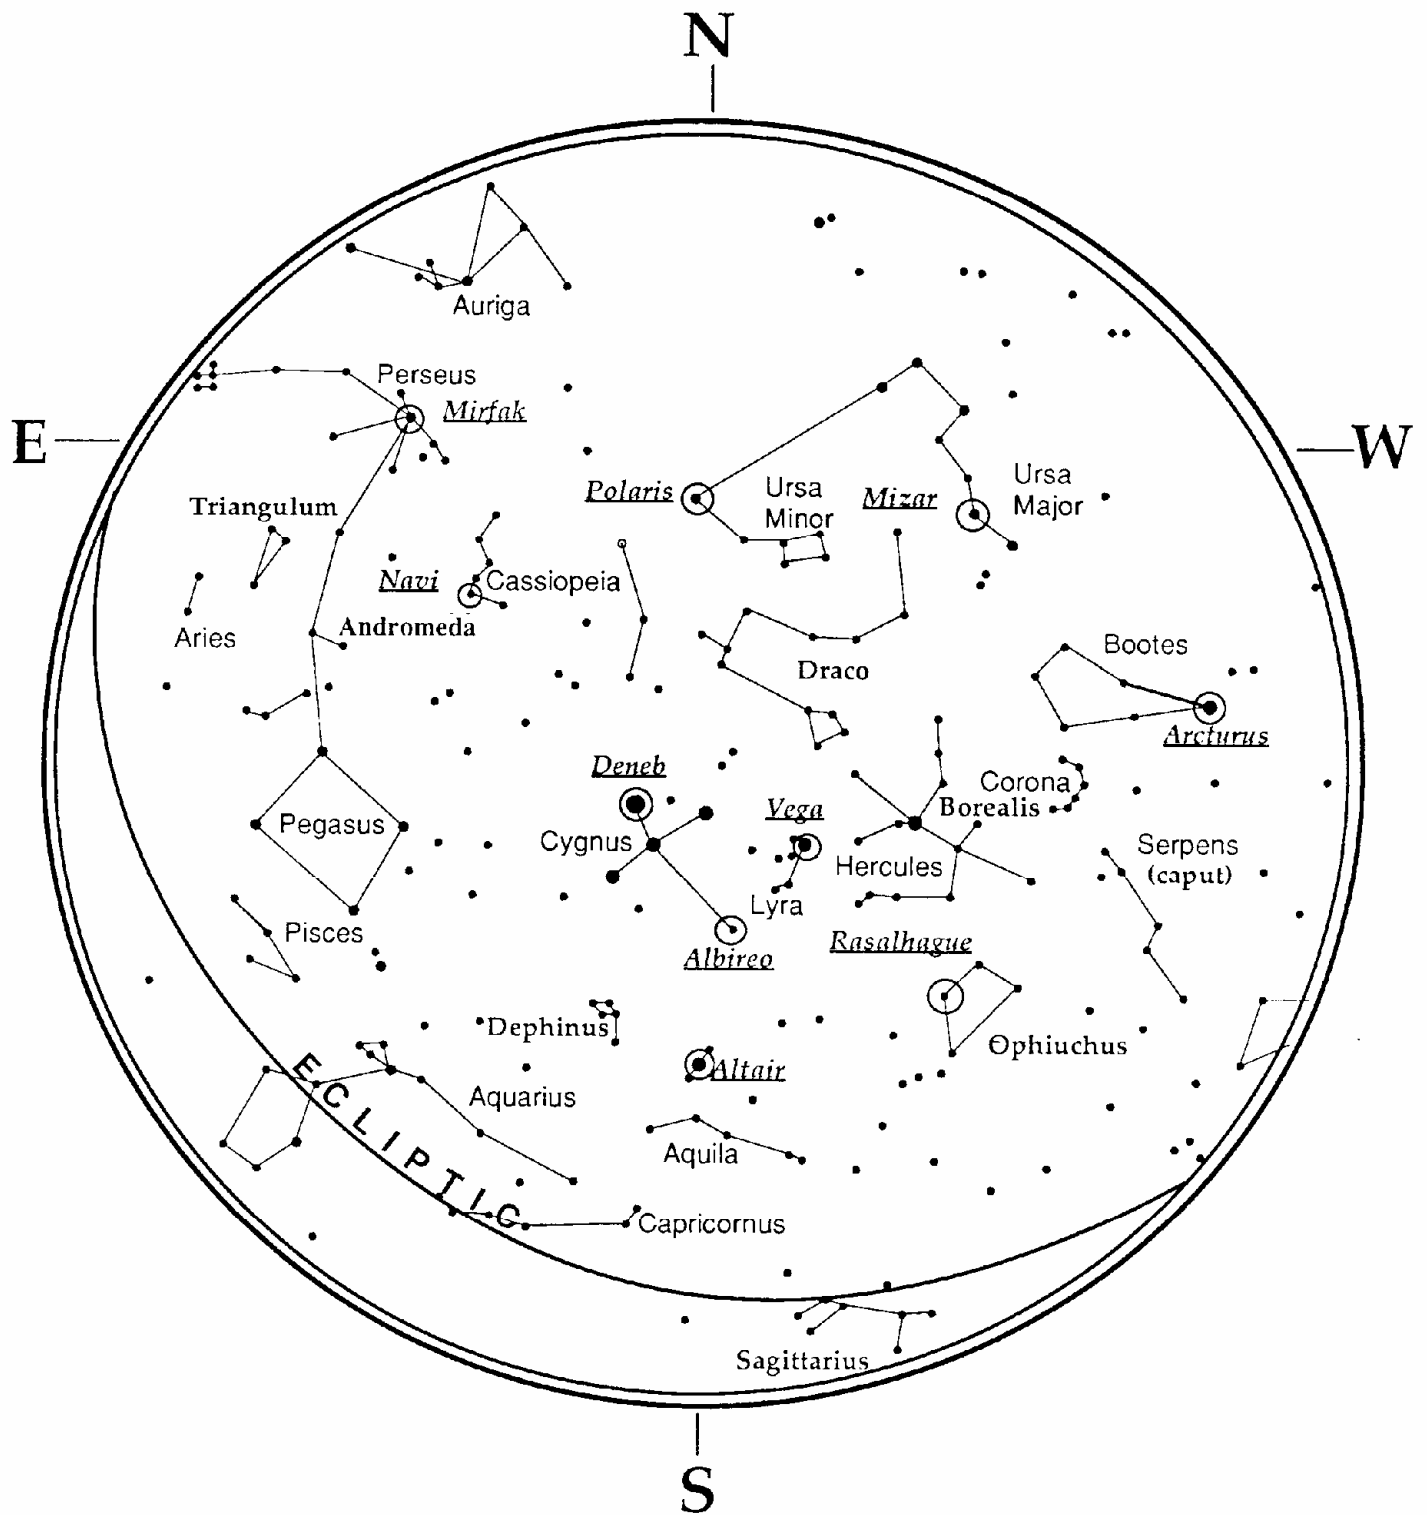 N
Auriga
Perseus
Mirfak
E
W
Polaris
Ursa
Minor
Mizar
Ursa
Major
Triangulum
Navi
Cassiopeia
Aries
Andromeda
Draco
Bootes
Arcturus
Deneb
Vega
Corona
Borealis
Pegasus
Cygnus
Hercules
Serpens
(caput)
Lyra
Pisces
Albireo
Rasalhague
Dephinus
Ophiuchus
Altair
Aquarius
ECLIPTIC
Aquila
Capricornus
Sagittarius
S